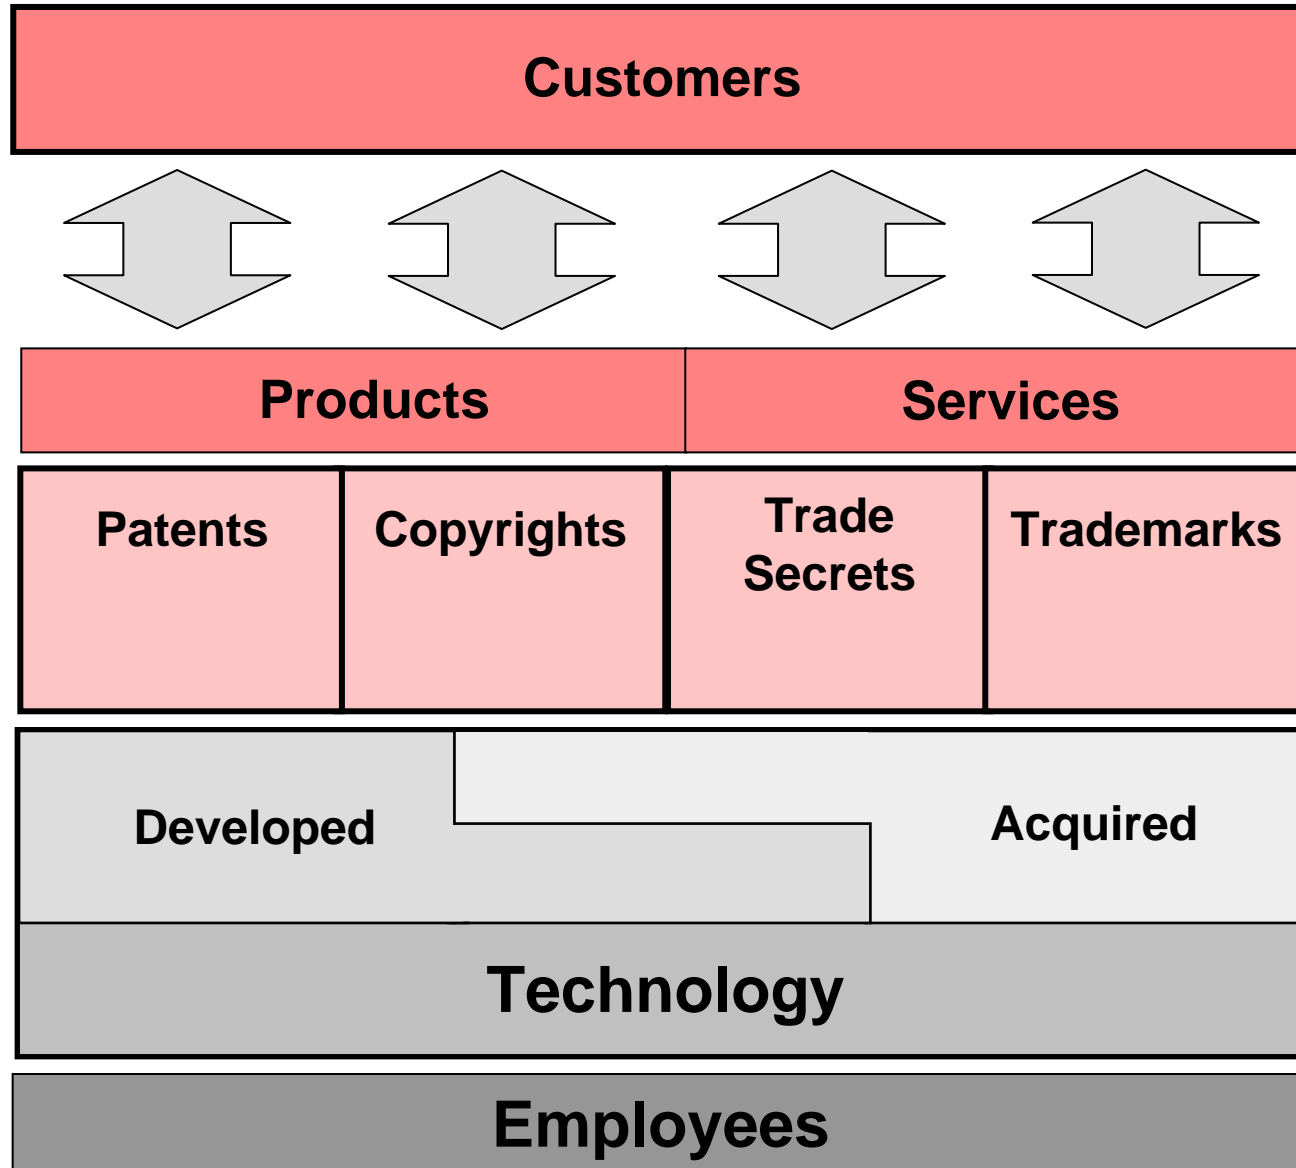 Customers
Products
Services
Patents
Copyrights
Trade
Secrets
Trademarks
Developed
Acquired
Technology
Employees